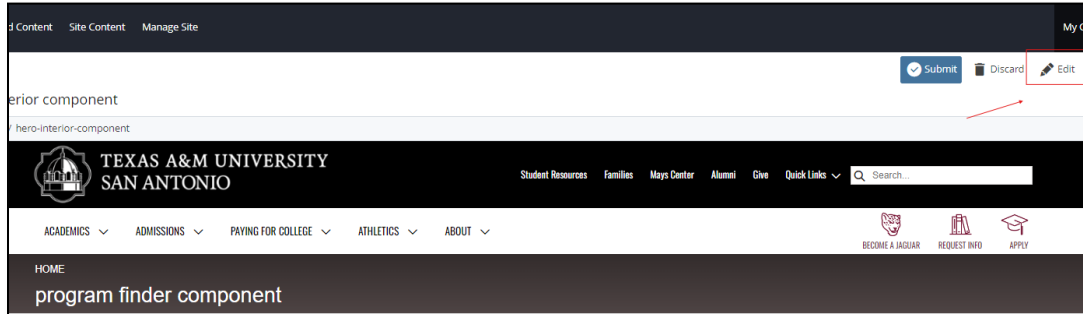 d Content Site Content Manage Site My C
Submit Discard Edit
erior component
/ hero-interior-component
TEXAS A&M UNIVERSITY
SAN ANTONIO
Student Resources Families Mays Center Alumni Give Quick Links Search...
ACADEMICS ADMISSIONS PAYING FOR COLLEGE ATHLETICS ABOUT
BECOME A JAGUAR REQUEST INFO APPLY
HOME
program finder component